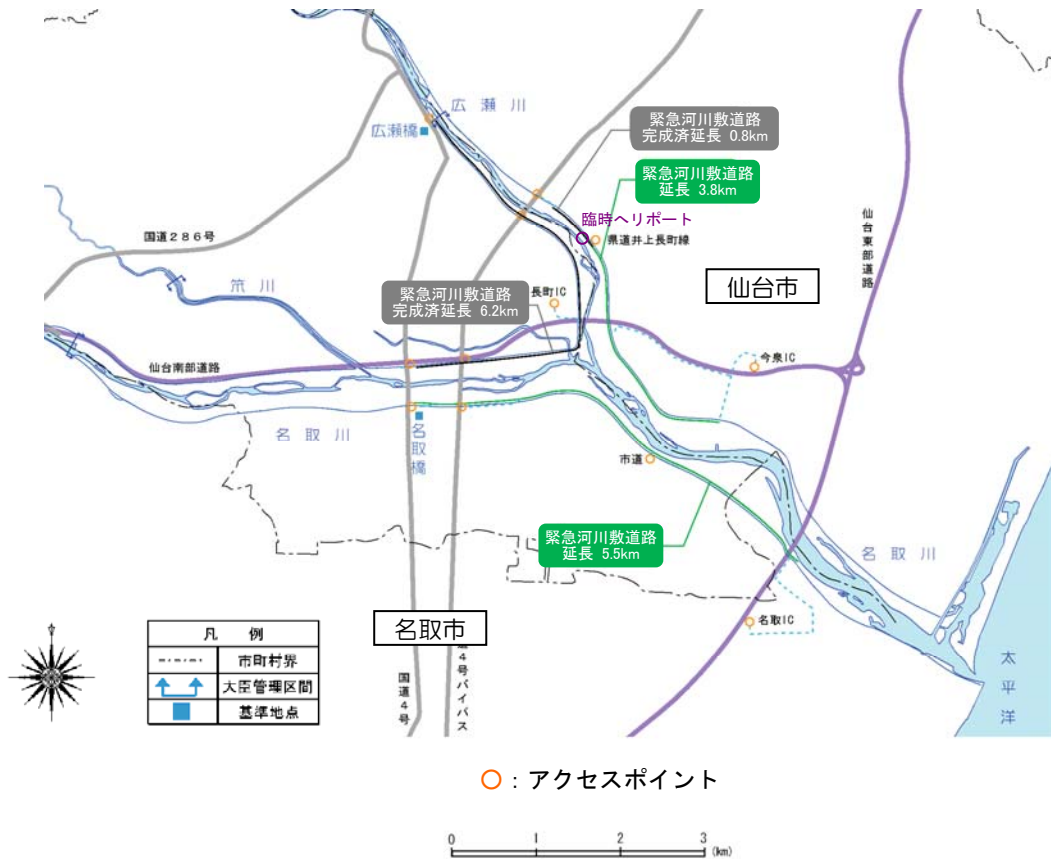 広瀬川
広瀬橋
緊急河川敷道路
完成済延長 0.8km
緊急河川敷道路
延長 3.8km
臨時ヘリポート
県道井上長町線
国道286号
仙台東部道路
仙台市
笊川
長町IC
緊急河川敷道路
完成済延長 6.2km
仙台南部道路
今泉IC
名取川
名取橋
市道
緊急河川敷道路
延長 5.5km
名取川
名取IC
名取市
国道4号
道4号バイパス
太平洋
凡 例
市町村界
大臣管理区間
基準地点
○:アクセスポイント
0 1 2 3 (km)